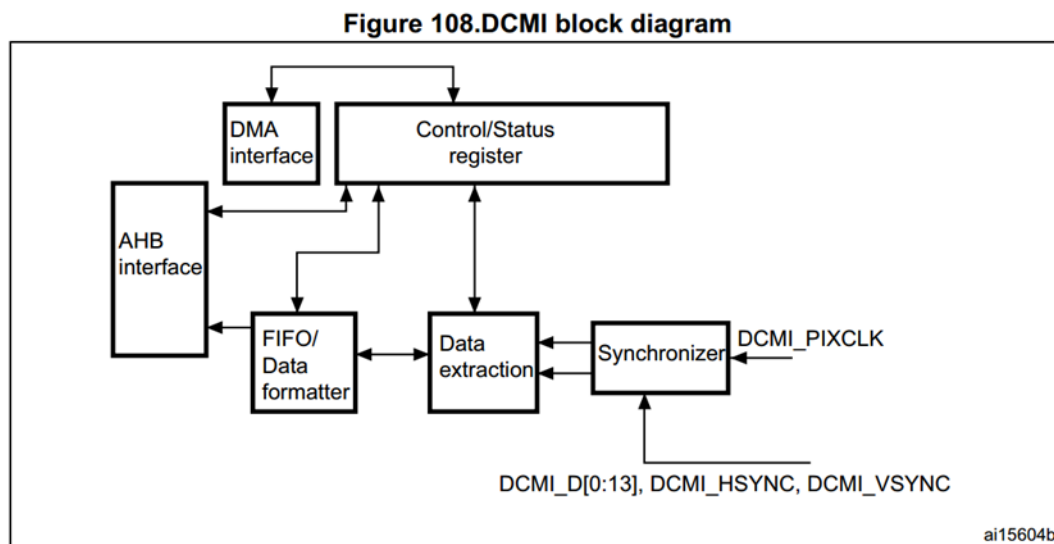 Figure 108.DCMI block diagram
DMA
interface
Control/Status
register
AHB
interface
FIFO/
Data
formatter
Data
extraction
Synchronizer
DCMI_PIXCLK
DCMI_D[0:13], DCMI_HSYNC, DCMI_VSYNC
ai15604b